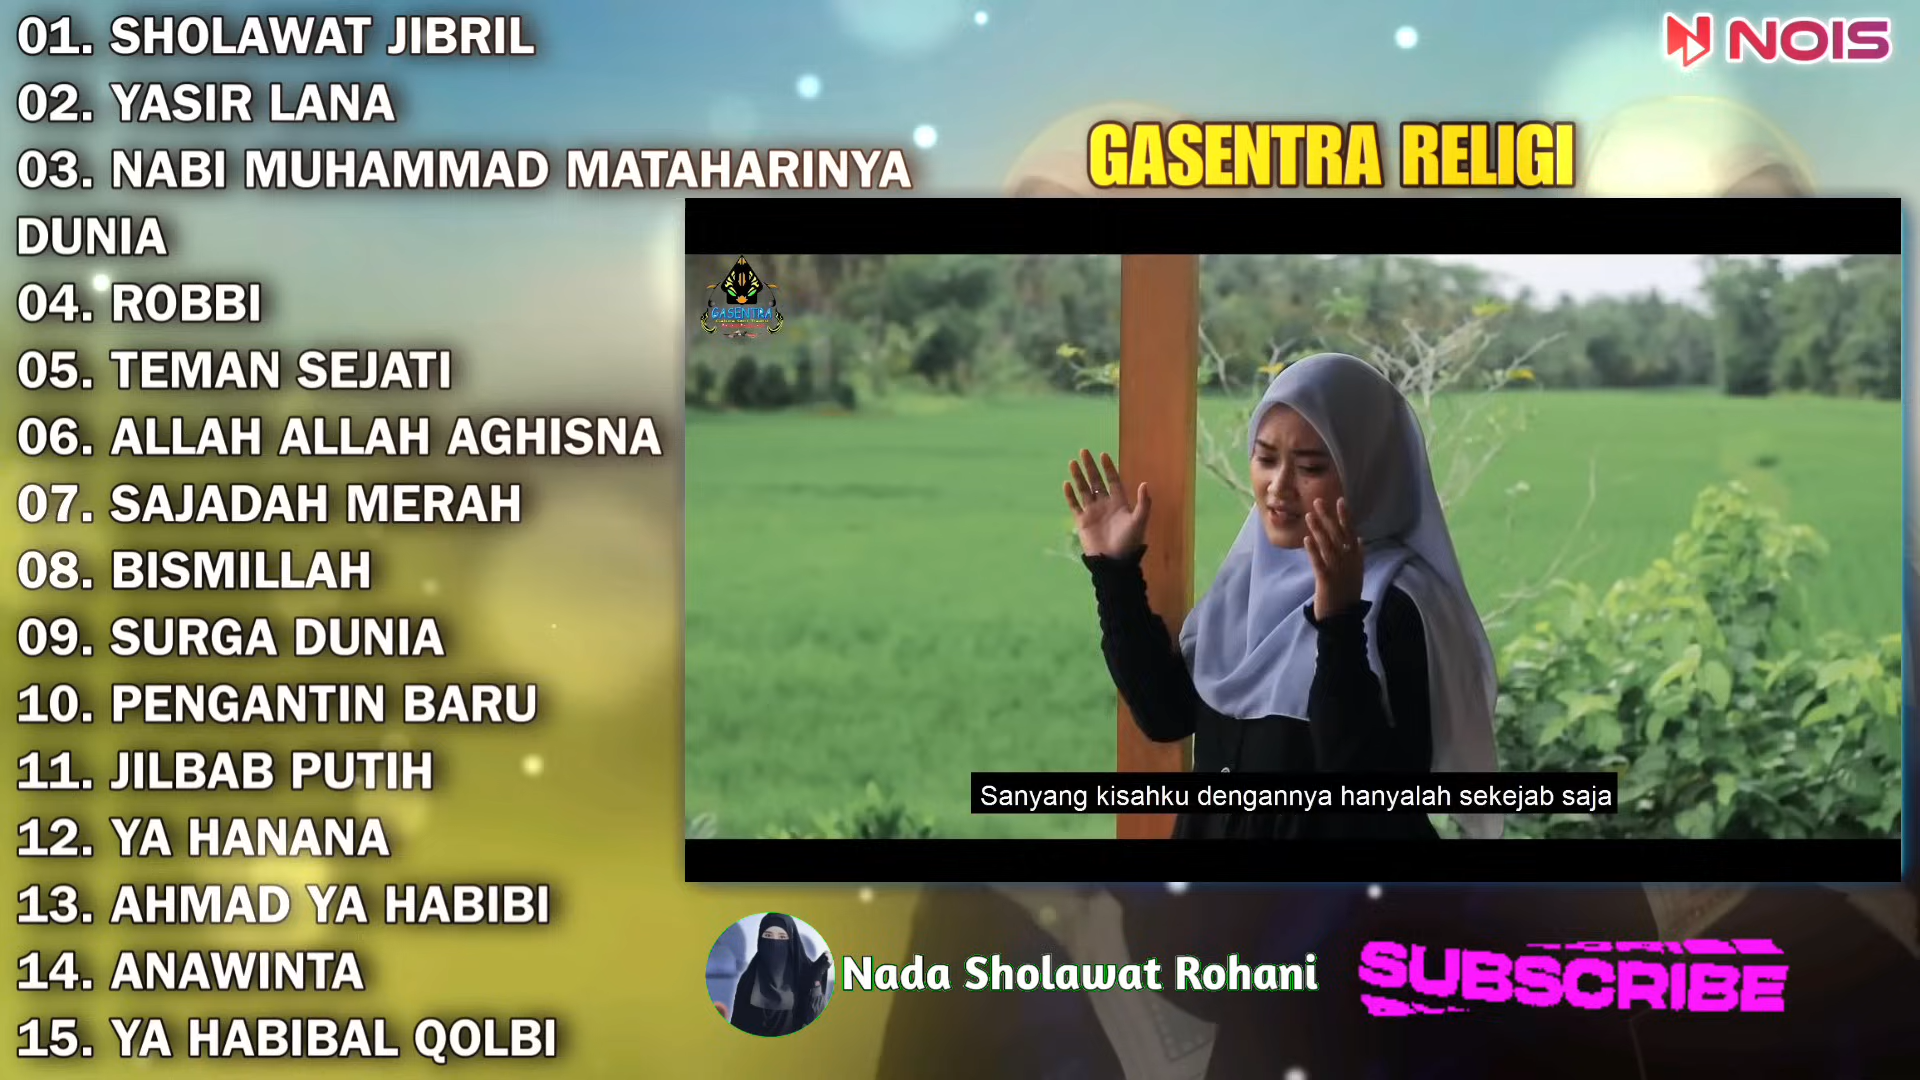 01. SHOLAWAT JIBRIL
02. YASIR LANA
03. NABI MUHAMMAD MATAHARINYA
DUNIA
04. ROBBI
05. TEMAN SEJATI
06. ALLAH ALLAH AGHISNA
07. SAJADAH MERAH
08. BISMILLAH
09. SURGA DUNIA
10. PENGANTIN BARU
11. JILBAB PUTIH
12. YA HANANA
13. AHMAD YA HABIBI
14. ANAWINTA
15. YA HABIBAL QOLBI
NOIS
GASENTRA RELIGI
GASENTRA
Sanyang kisahku dengannya hanyalah sekejab saja
Nada Sholawat Rohani
SUBSCRIBE